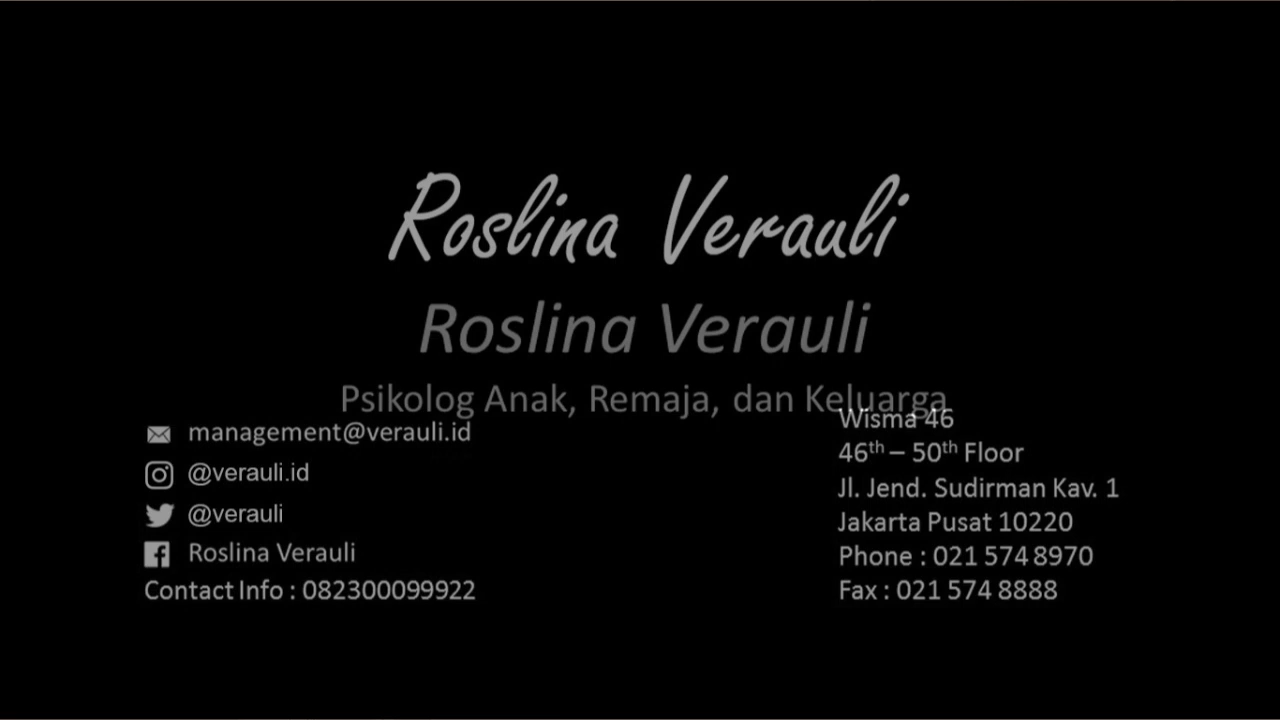 Roslina Verauli
Roslina Verauli
Psikolog Anak, Remaja, dan Keluarga
management@verauli.id
@verauli.id
@verauli
Roslina Verauli
Contact Info : 082300099922
Wisma 46
46th – 50th Floor
Jl. Jend. Sudirman Kav. 1
Jakarta Pusat 10220
Phone : 021 574 8970
Fax : 021 574 8888